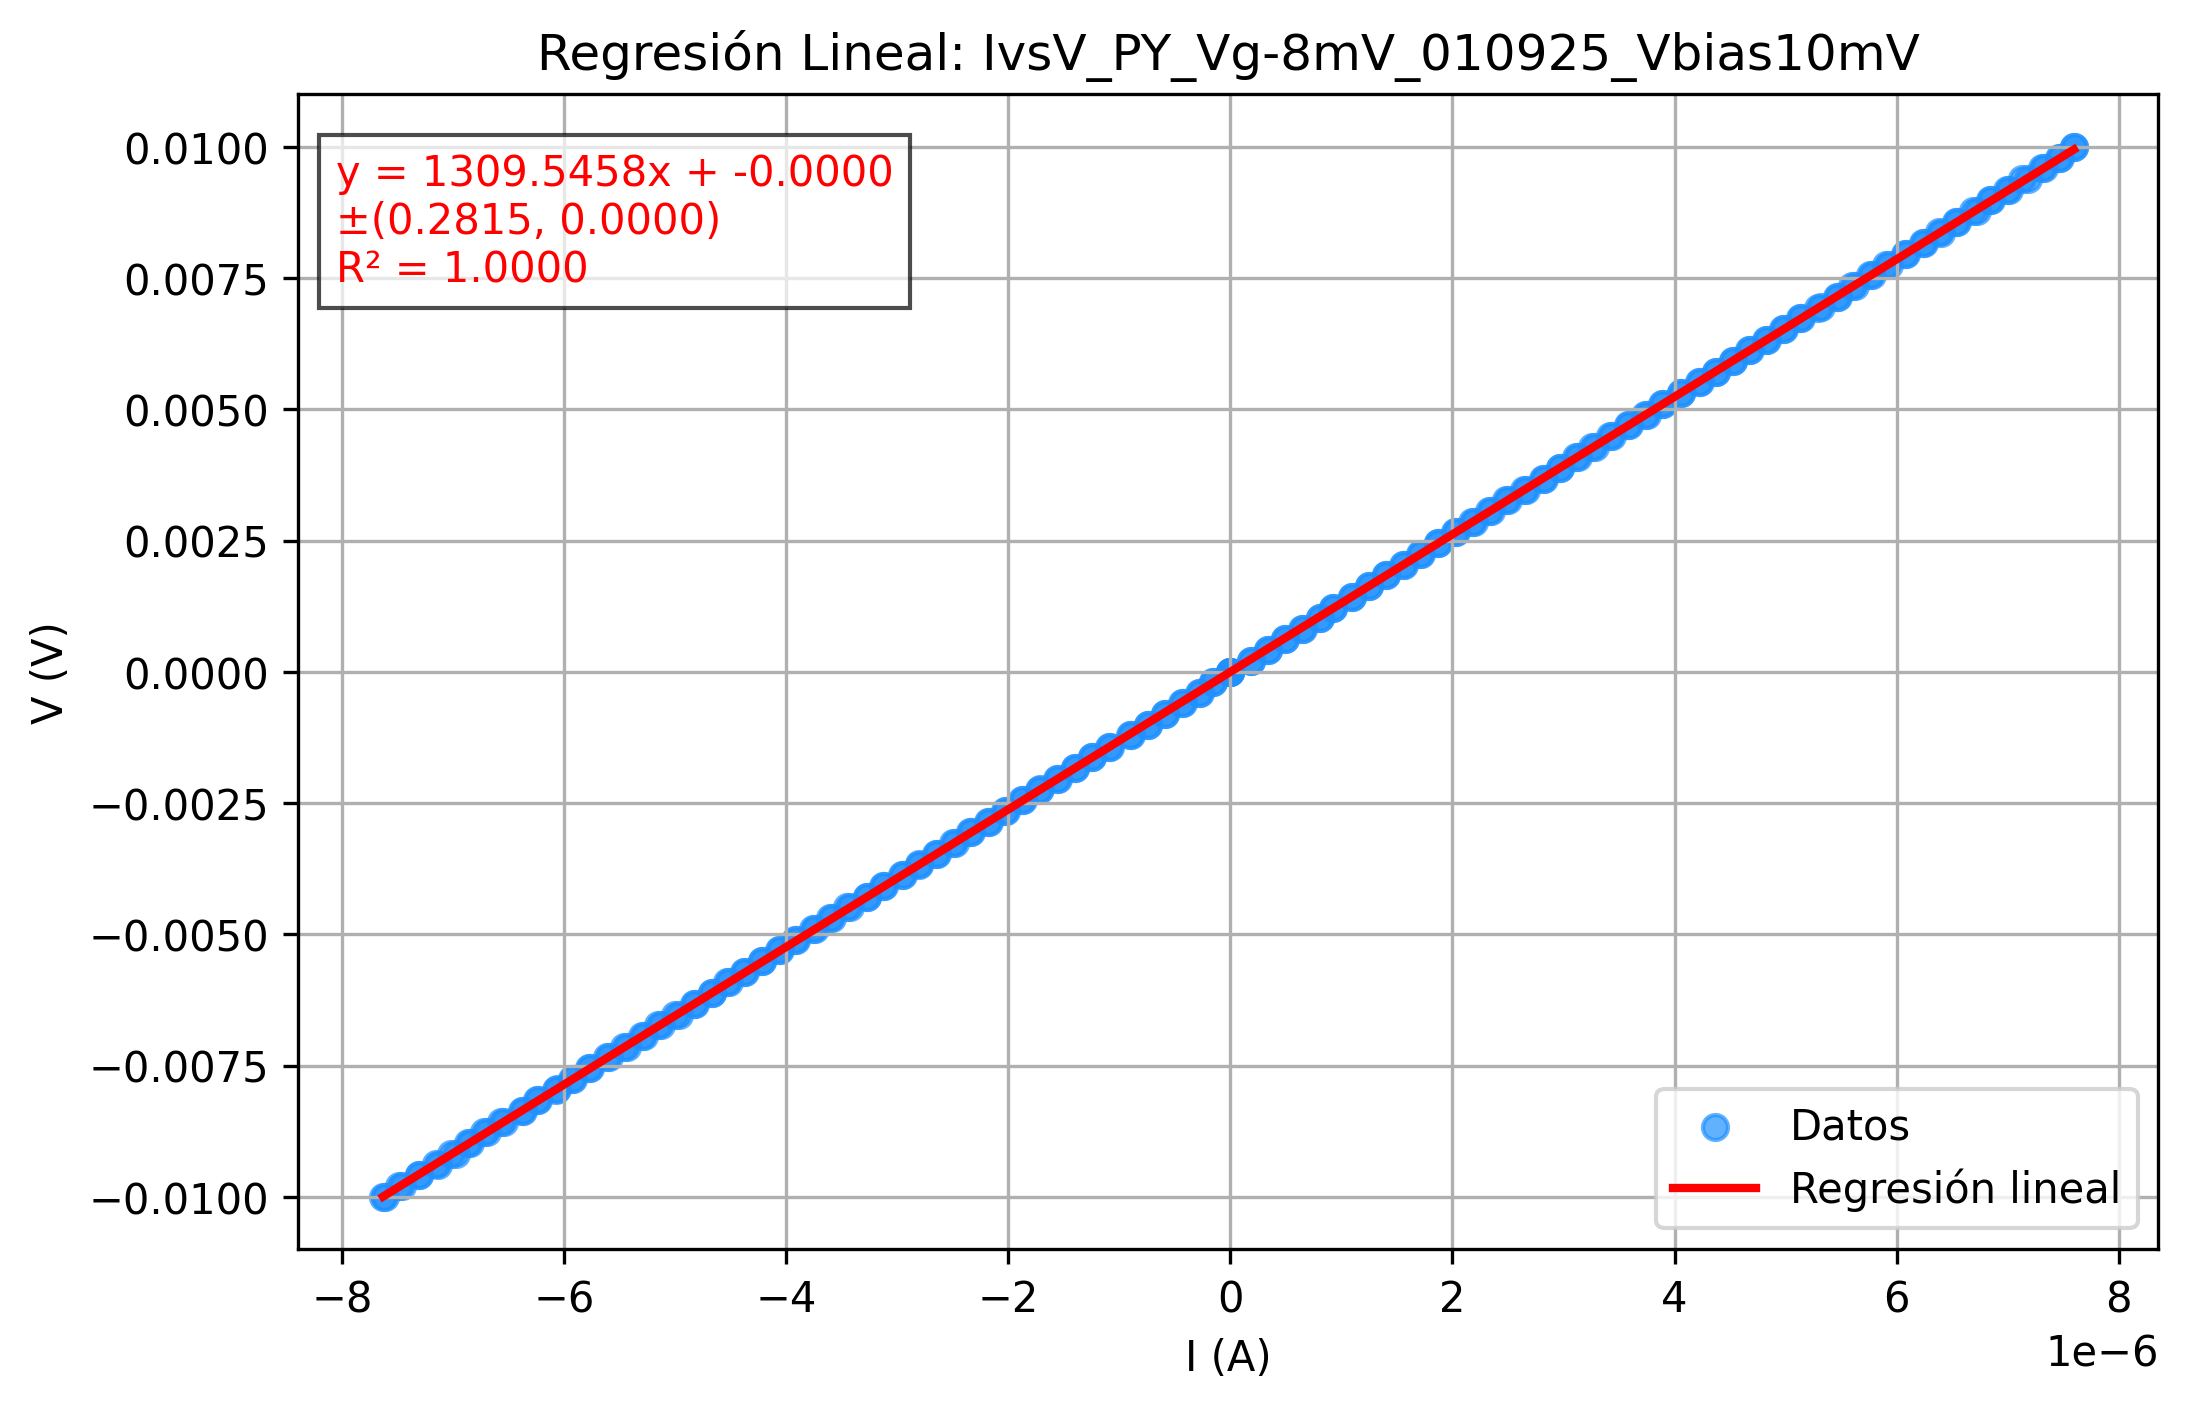 Regresión Lineal: IvsV_PY_Vg-8mV_010925_Vbias10mV
y = 1309.5458x + -0.0000
±(0.2815, 0.0000)
R² = 1.0000
0.0100
0.0075
0.0050
0.0025
0.0000
−0.0025
−0.0050
−0.0075
−0.0100
V (V)
Datos
Regresión lineal
−8 −6 −4 −2 0 2 4 6 8
1e−6
I (A)